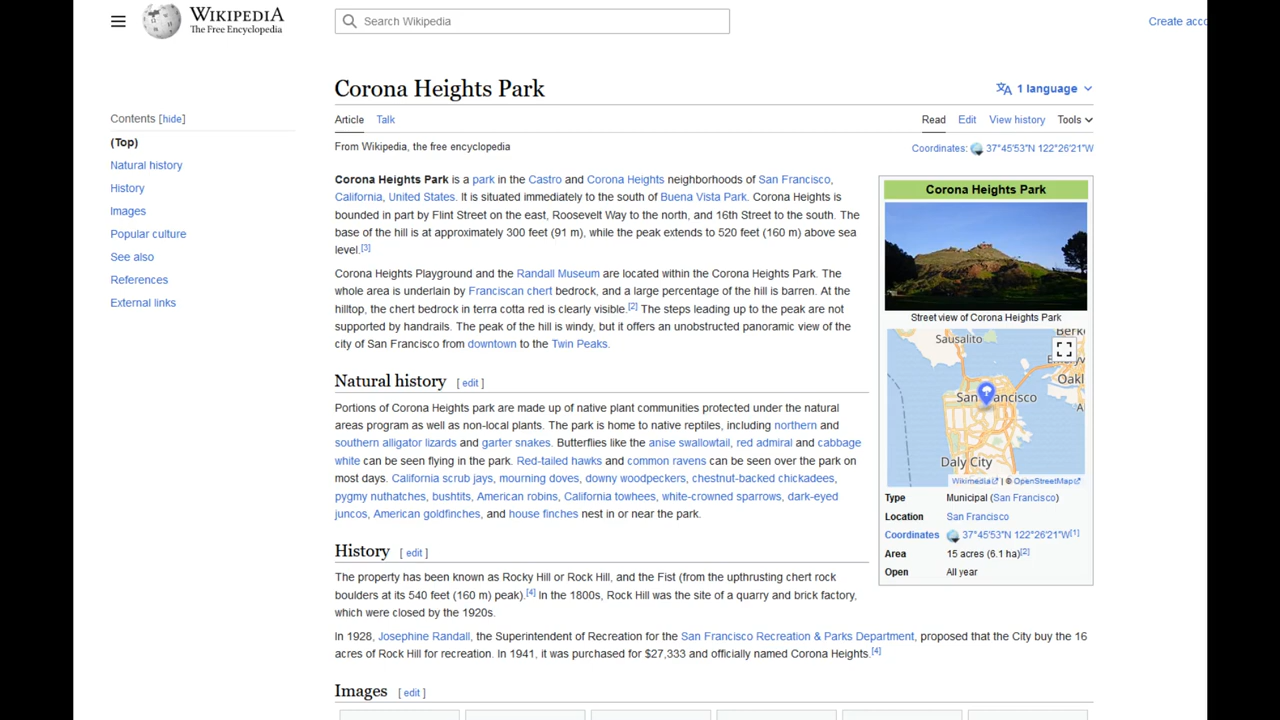 WIKIPEDIA
The Free Encyclopedia
Search Wikipedia
Create acc
Corona Heights Park
1 language
Article Talk
Read Edit View history Tools
From Wikipedia, the free encyclopedia
Coordinates: 37°45′53″N 122°26′21″W
Contents [hide]
(Top)
Natural history
History
Images
Popular culture
See also
References
External links
Corona Heights Park is a park in the Castro and Corona Heights neighborhoods of San Francisco,
California, United States. It is situated immediately to the south of Buena Vista Park. Corona Heights is
bounded in part by Flint Street on the east, Roosevelt Way to the north, and 16th Street to the south. The
base of the hill is at approximately 300 feet (91 m), while the peak extends to 520 feet (160 m) above sea
level.[3]
Corona Heights Playground and the Randall Museum are located within the Corona Heights Park. The
whole area is underlain by Franciscan chert bedrock, and a large percentage of the hill is barren. At the
hilltop, the chert bedrock in terra cotta red is clearly visible.[2] The steps leading up to the peak are not
supported by handrails. The peak of the hill is windy, but it offers an unobstructed panoramic view of the
city of San Francisco from downtown to the Twin Peaks.
Natural history [ edit ]
Portions of Corona Heights park are made up of native plant communities protected under the natural
areas program as well as non-local plants. The park is home to native reptiles, including northern and
southern alligator lizards and garter snakes. Butterflies like the anise swallowtail, red admiral and cabbage
white can be seen flying in the park. Red-tailed hawks and common ravens can be seen over the park on
most days. California scrub jays, mourning doves, downy woodpeckers, chestnut-backed chickadees,
pygmy nuthatches, bushtits, American robins, California towhees, white-crowned sparrows, dark-eyed
juncos, American goldfinches, and house finches nest in or near the park.
History [ edit ]
The property has been known as Rocky Hill or Rock Hill, and the Fist (from the upthrusting chert rock
boulders at its 540 feet (160 m) peak).[4] In the 1800s, Rock Hill was the site of a quarry and brick factory,
which were closed by the 1920s.
In 1928, Josephine Randall, the Superintendent of Recreation for the San Francisco Recreation & Parks Department, proposed that the City buy the 16
acres of Rock Hill for recreation. In 1941, it was purchased for $27,333 and officially named Corona Heights.[4]
Images [ edit ]
Corona Heights Park
Street view of Corona Heights Park
Sausalito
Berk
Oakl
San Francisco
Daly City
Wikimedia | © OpenStreetMap
Type Municipal (San Francisco)
Location San Francisco
Coordinates 37°45′53″N 122°26′21″W[1]
Area 15 acres (6.1 ha)[2]
Open All year